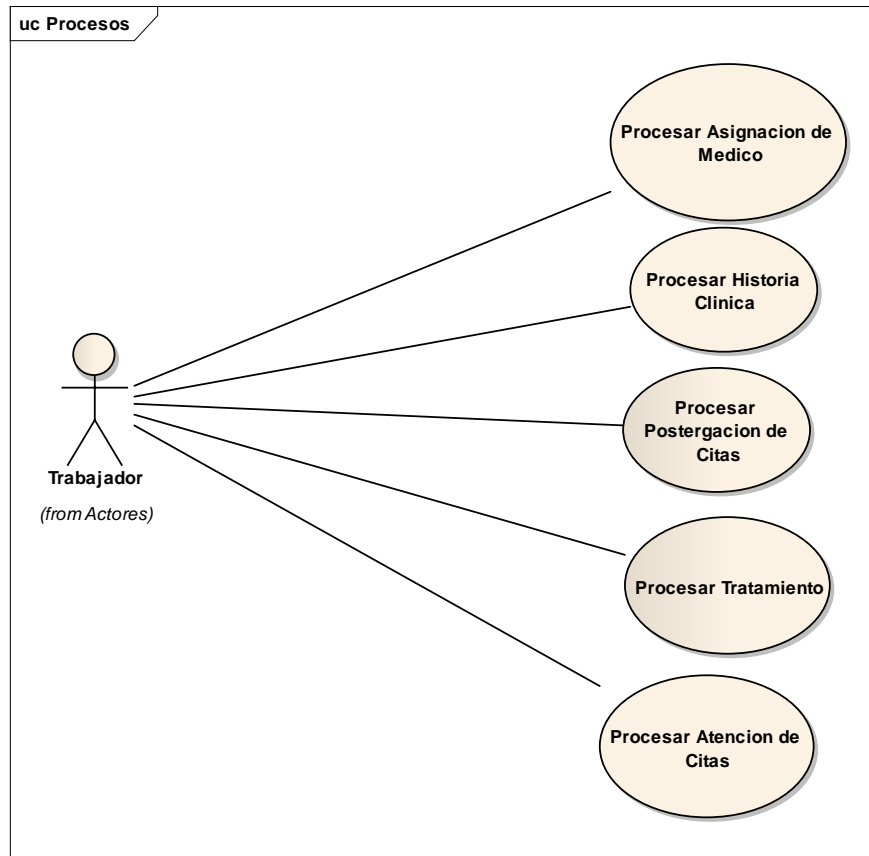 uc Procesos
Procesar Asignacion de
Medico
Procesar Historia
Clinica
Procesar
Postergacion de
Citas
Trabajador
(from Actores)
Procesar Tratamiento
Procesar Atencion de
Citas